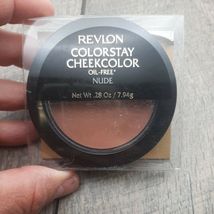 REVLON
COLORSTAY
CHEEKCOLOR
OIL-FREE*
NUDE
Net Wt .28 Oz / 7.94g